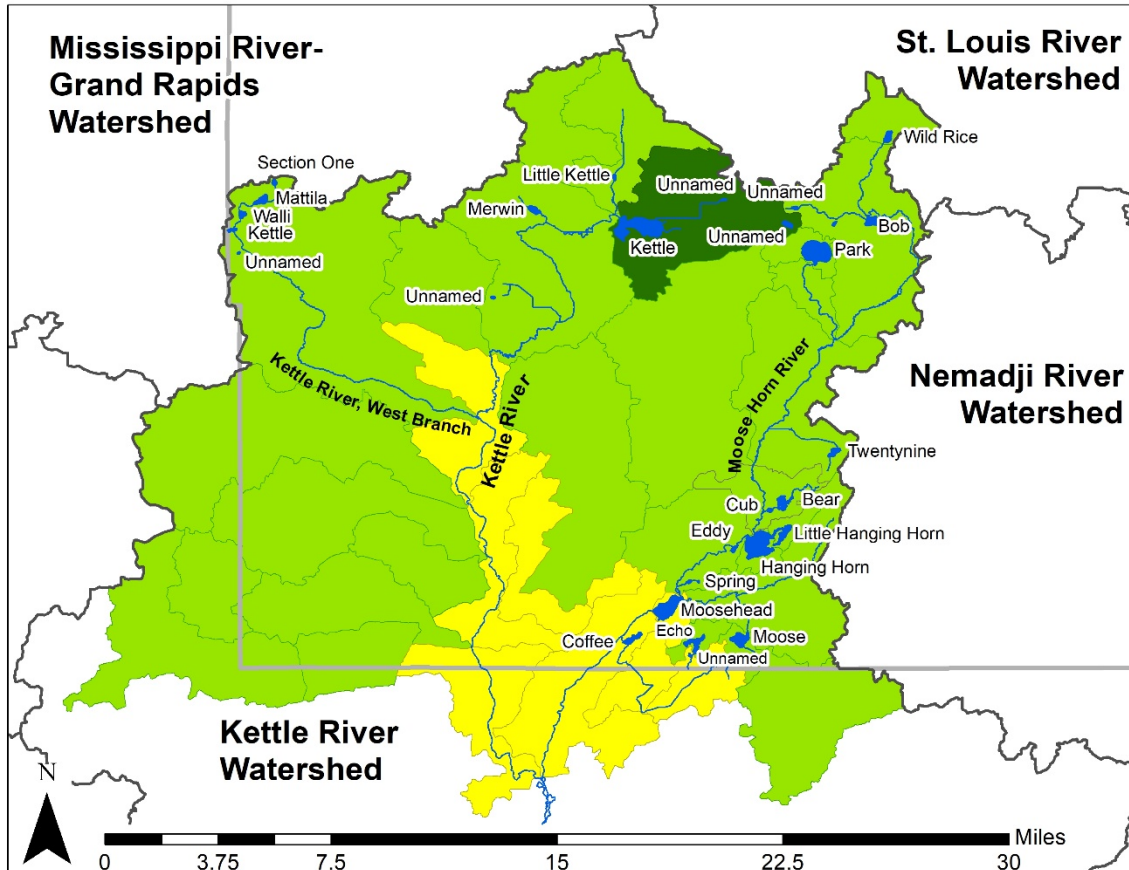 Mississippi River-
Grand Rapids
Watershed
St. Louis River
Watershed
Wild Rice
Section One
Mattila
Walli
Kettle
Unnamed
Little Kettle
Merwin
Unnamed
Unnamed
Unnamed
Kettle
Bob
Park
Unnamed
Kettle River, West Branch
Kettle River
Moose Horn River
Nemadji River
Watershed
Twentynine
Cub
Bear
Eddy
Little Hanging Horn
Hanging Horn
Spring
Moosehead
Coffee
Echo
Moose
Unnamed
Kettle River
Watershed
N
Miles
0
3.75
7.5
15
22.5
30